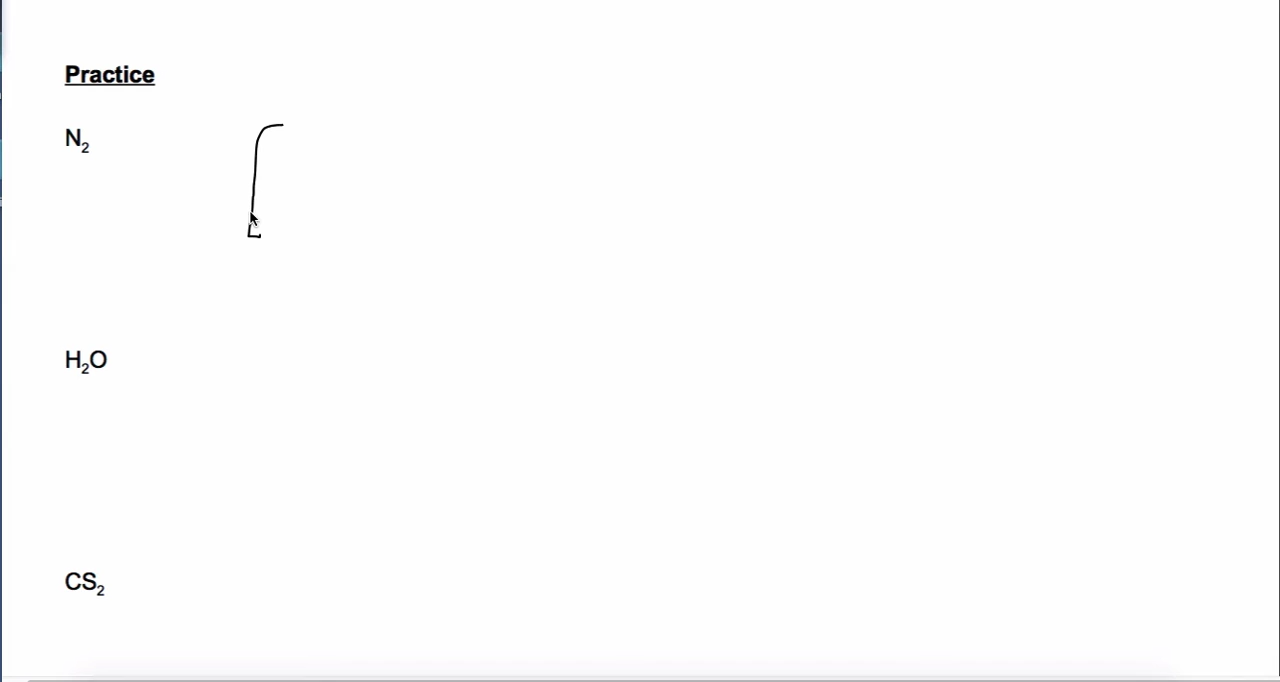 Practice
N₂
H₂O
CS₂